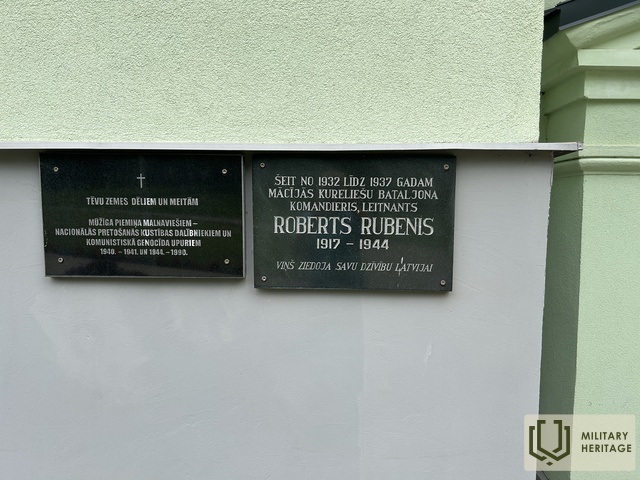 TĒVU ZEMES DĒLIEM UN MEITĀM
MŪŽĪGA PIEMIŅA MALNAVIEŠIEM –
NACIONĀLĀS PRETOŠANĀS KUSTĪBAS DALĪBNIEKIEM UN
KOMUNISTISKĀ GENOCĪDA UPURIEM
1940. – 1941. UN 1944. – 1990.
ŠEIT NO 1932 LĪDZ 1937 GADAM
MĀCĪJĀS KURELIEŠU BATALJONA
KOMANDIERIS, LEITNANTS
ROBERTS RUBENIS
1917 – 1944
VIŅŠ ZIEDOJA SAVU DZĪVĪBU LATVIJAI
MILITARY
HERITAGE